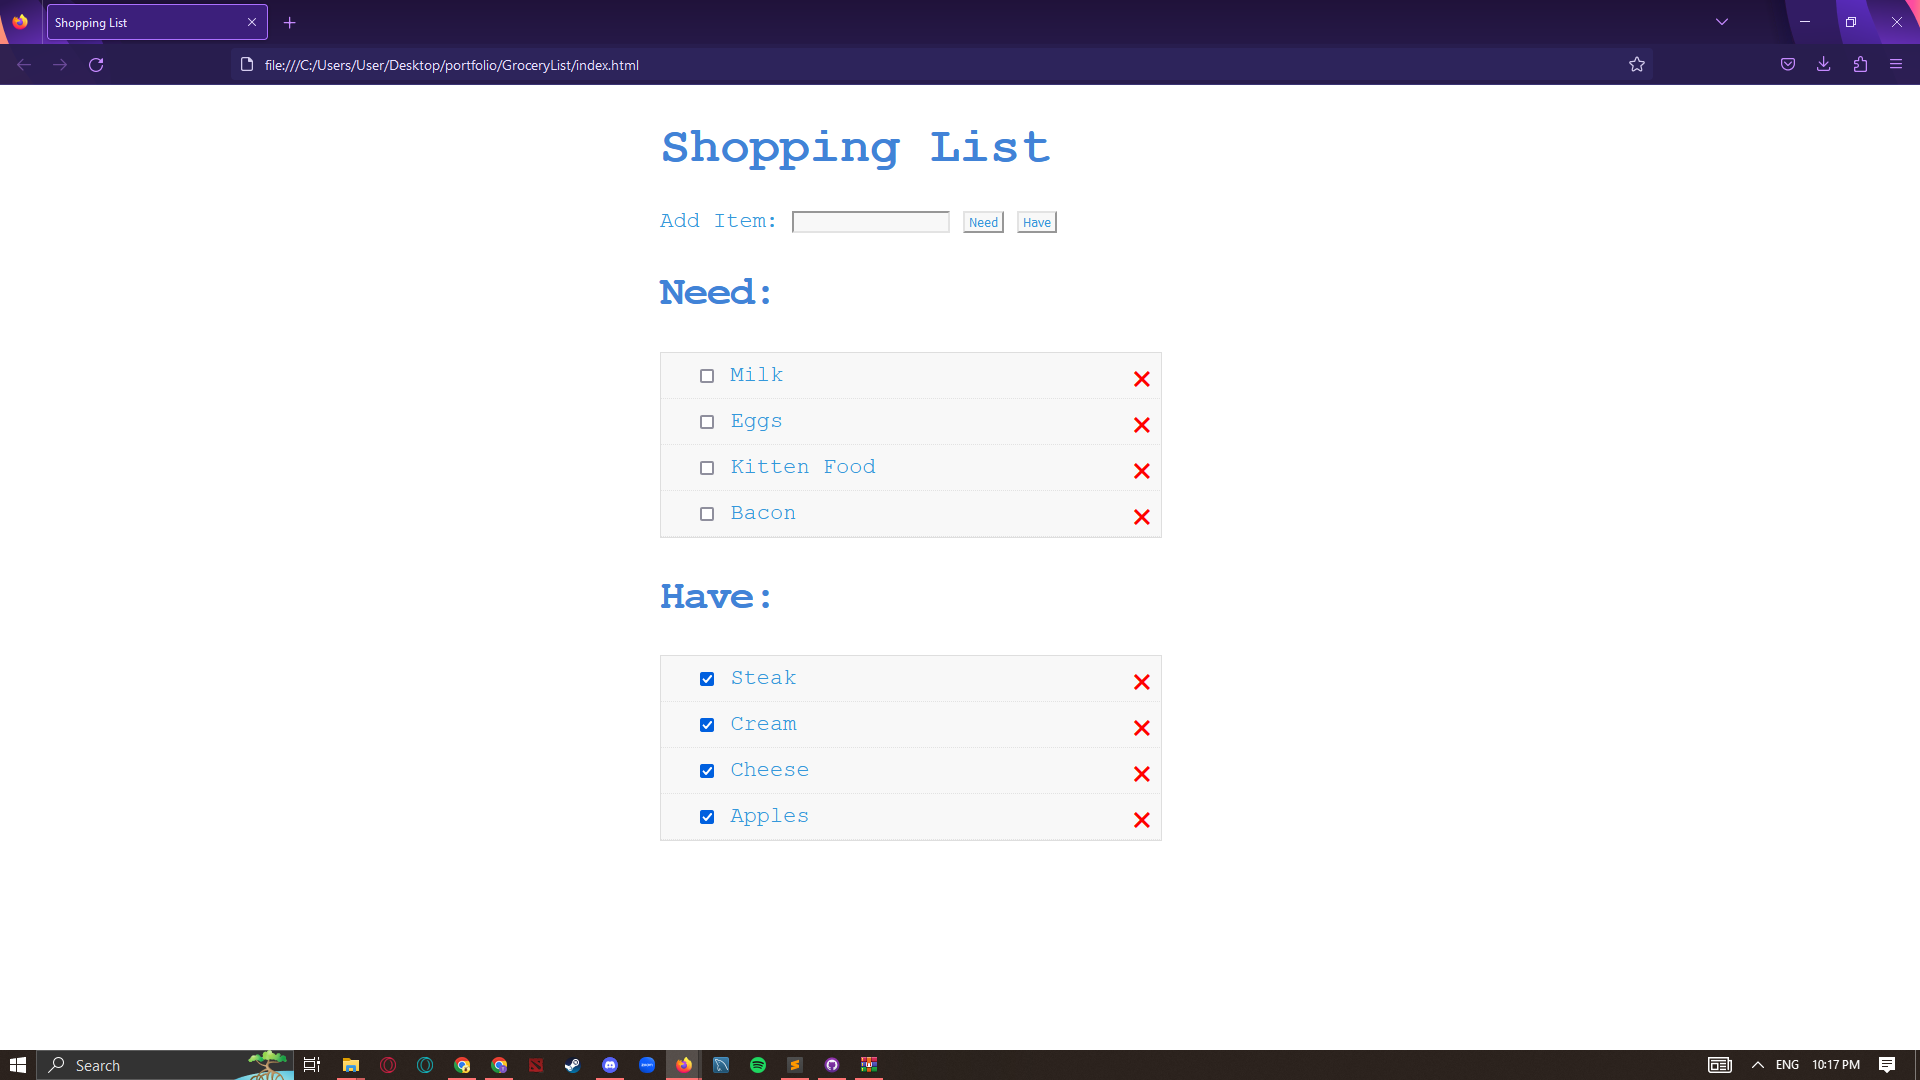 Shopping List
file:///C:/Users/User/Desktop/portfolio/GroceryList/index.html
Shopping List
Add Item: Need Have
Need:
Milk
Eggs
Kitten Food
Bacon
Have:
Steak
Cream
Cheese
Apples
Search
ENG 10:17 PM